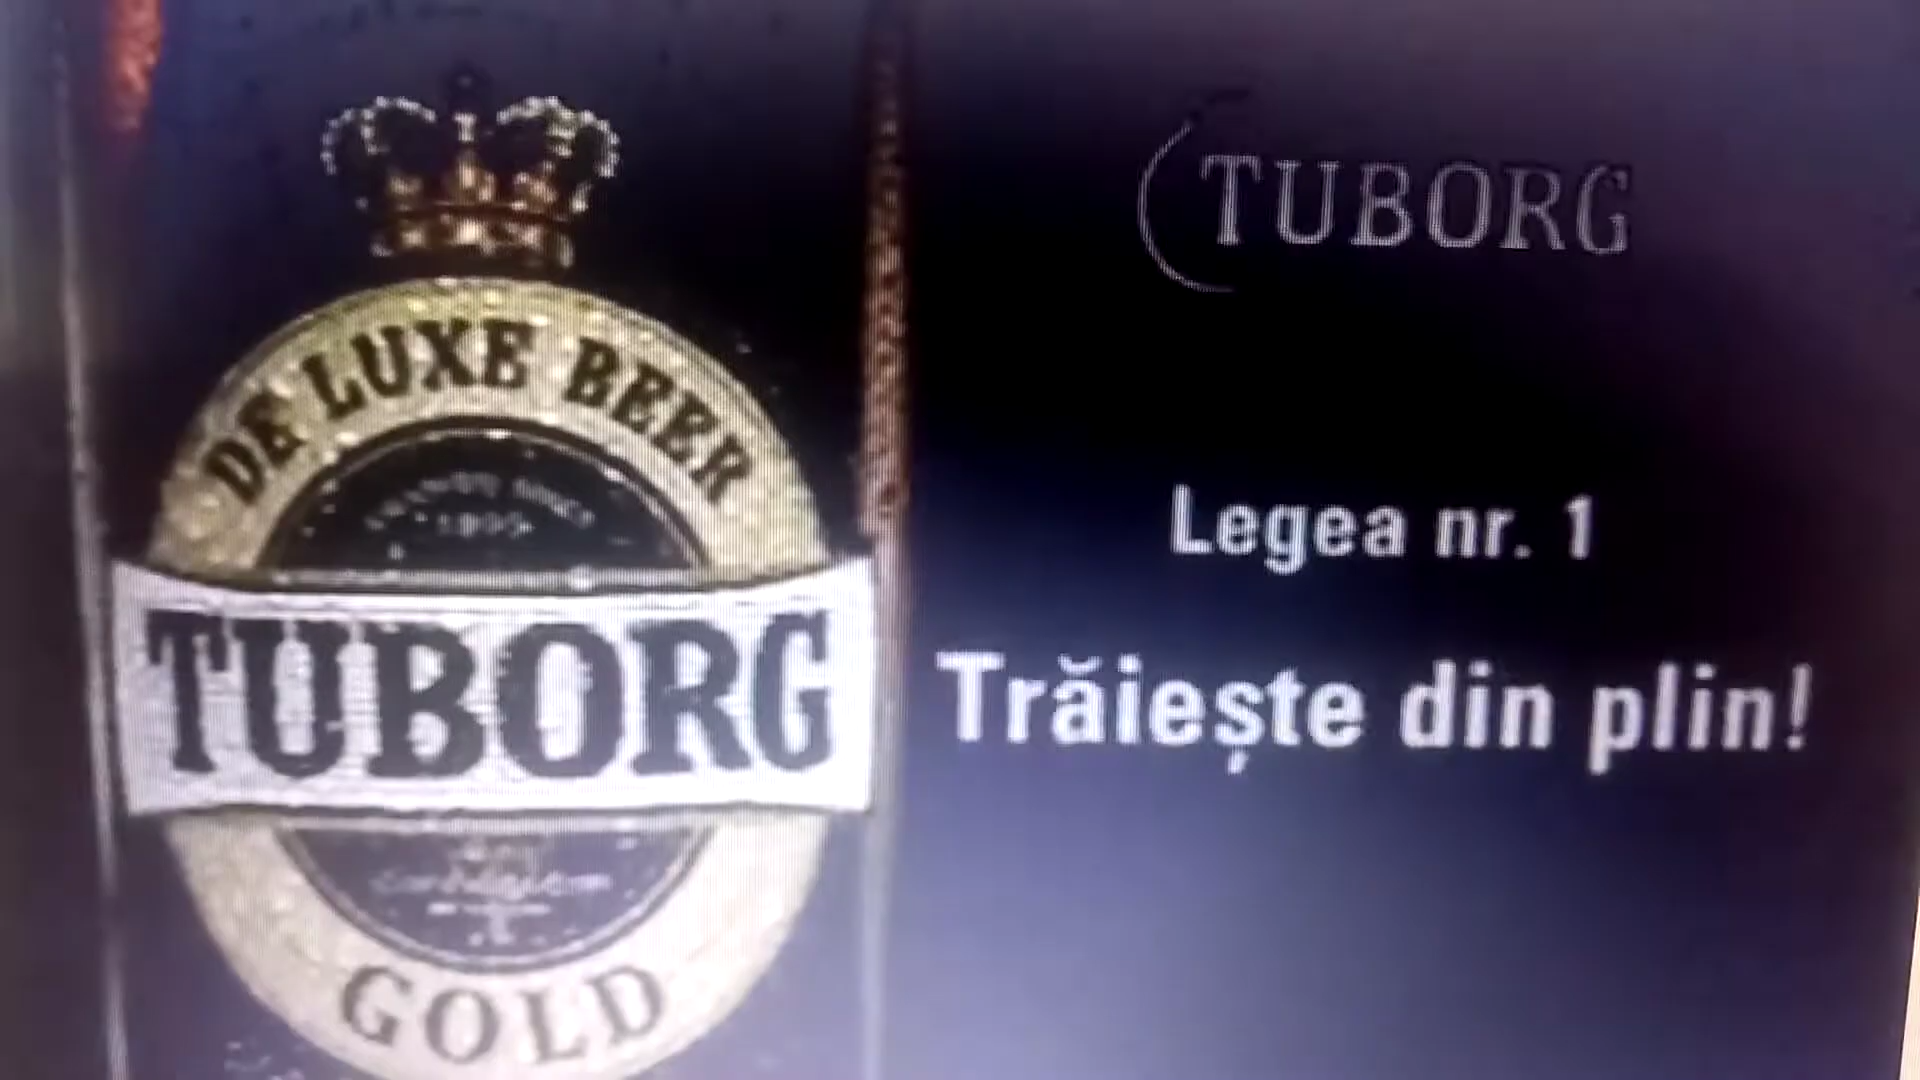 DE LUXE BEER
TUBORG
GOLD
TUBORG
Legea nr. 1
Trăiește din plin!